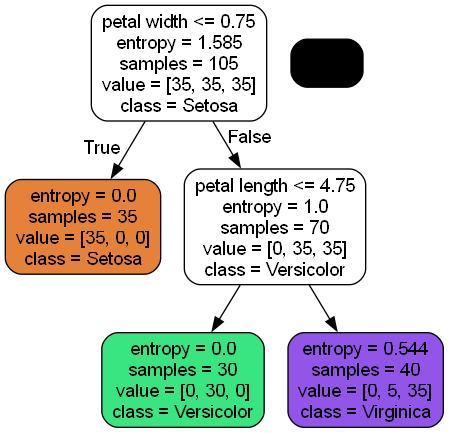 petal width <= 0.75
entropy = 1.585
samples = 105
value = [35, 35, 35]
class = Setosa
True
False
entropy = 0.0
samples = 35
value = [35, 0, 0]
class = Setosa
petal length <= 4.75
entropy = 1.0
samples = 70
value = [0, 35, 35]
class = Versicolor
entropy = 0.0
samples = 30
value = [0, 30, 0]
class = Versicolor
entropy = 0.544
samples = 40
value = [0, 5, 35]
class = Virginica